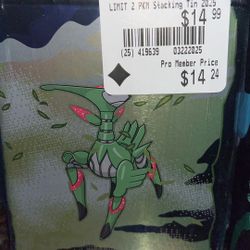 LIMIT 2 PKM Stacking Tin 2025
$14.99
(25) 419639 03222025
Pro Member Price
$14.24